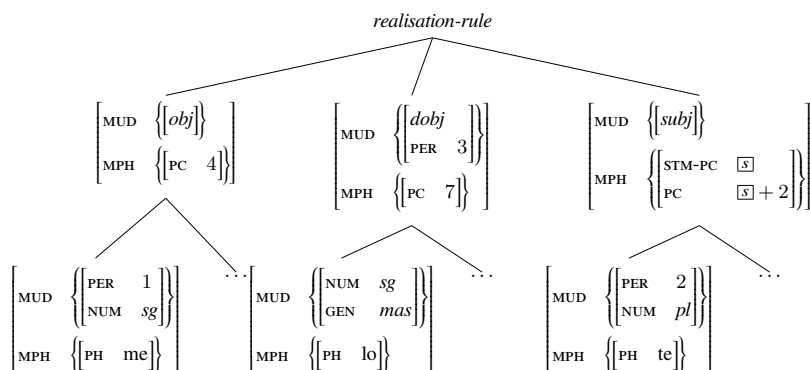 realisation-rule
MUD {[obj]}
MPH {[PC 4]}
MUD {[dobj
PER 3]}
MPH {[PC 7]}
MUD {[subj]}
MPH {[STM-PC s
PC s + 2]}
MUD {[PER 1
NUM sg]}
MPH {[PH me]}
...
MUD {[NUM sg
GEN mas]}
MPH {[PH lo]}
...
MUD {[PER 2
NUM pl]}
MPH {[PH te]}
...